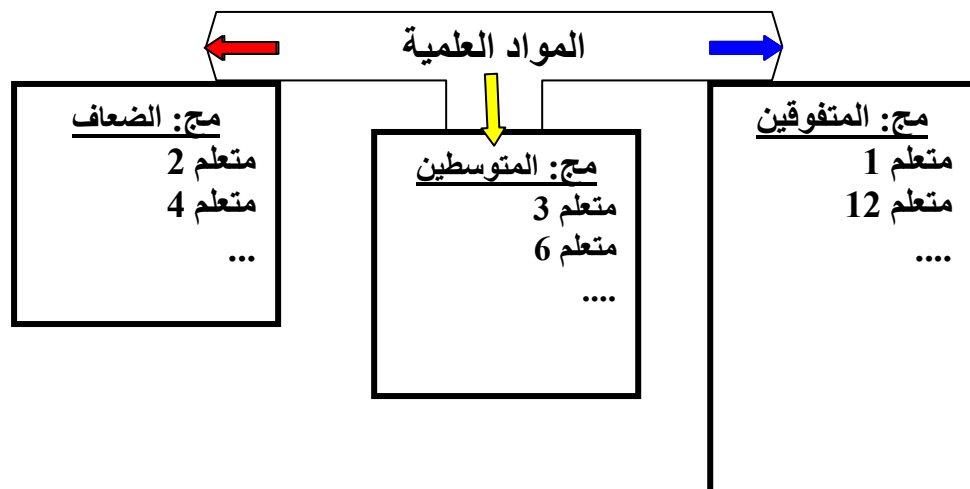 المواد العلمية
مج: المتفوقين
متعلم 1
متعلم 12
....
مج: المتوسطين
متعلم 3
متعلم 6
....
مج: الضعاف
متعلم 2
متعلم 4
...